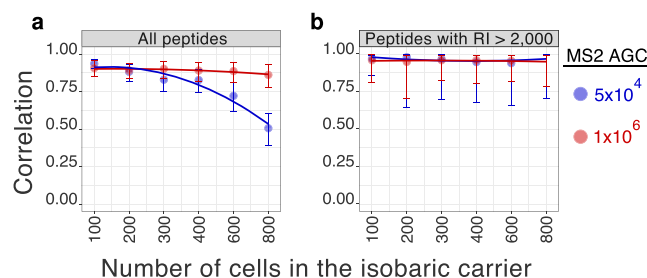 a
All peptides
1.00
0.75
0.50
0.25
0.00
100
200
300
400
600
800
Correlation
b
Peptides with RI > 2,000
1.00
0.75
0.50
0.25
0.00
100
200
300
400
600
800
Number of cells in the isobaric carrier
MS2 AGC
5x10⁴
1x10⁶